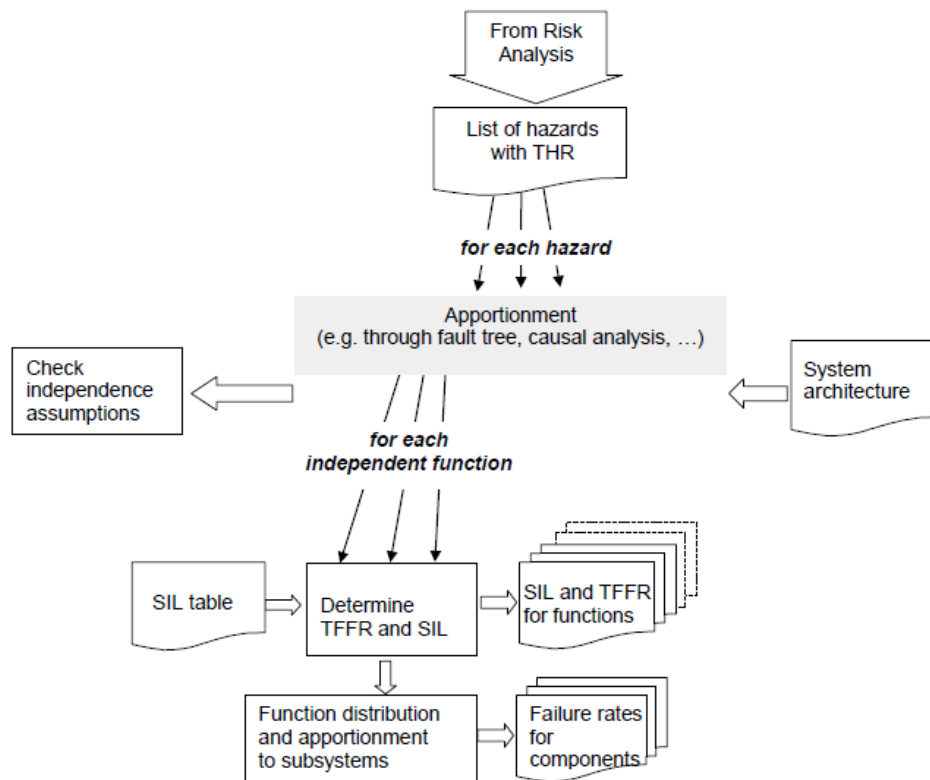 From Risk
Analysis
List of hazards
with THR
for each hazard
Apportionment
(e.g. through fault tree, causal analysis, …)
Check
independence
assumptions
System
architecture
for each
independent function
SIL table
Determine
TFFR and SIL
SIL and TFFR
for functions
Function distribution
and apportionment
to subsystems
Failure rates
for
components